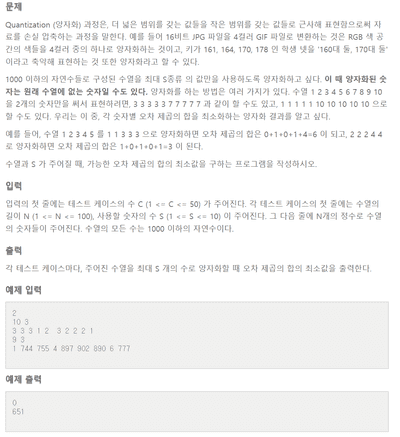 문제
Quantization (양자화) 과정은, 더 넓은 범위를 갖는 값들을 작은 범위를 갖는 값들로 근사해 표현함으로써 자
료를 손실 압축하는 과정을 말한다. 예를 들어 16비트 JPG 파일을 4컬러 GIF 파일로 변환하는 것은 RGB 색 공
간의 색들을 4컬러 중의 하나로 양자화하는 것이고, 키가 161, 164, 170, 178 인 학생 넷을 '160대 둘, 170대 둘'
이라고 축약해 표현하는 것 또한 양자화라고 할 수 있다.
1000 이하의 자연수들로 구성된 수열을 최대 S종류 의 값만을 사용하도록 양자화하고 싶다. 이 때 양자화된 숫
자는 원래 수열에 없는 숫자일 수도 있다. 양자화를 하는 방법은 여러 가지가 있다. 수열 1 2 3 4 5 6 7 8 9 10
을 2개의 숫자만을 써서 표현하려면, 3 3 3 3 3 7 7 7 7 7 과 같이 할 수도 있고, 1 1 1 1 1 10 10 10 10 10 으로
할 수도 있다. 우리는 이 중, 각 숫자별 오차 제곱의 합을 최소화하는 양자화 결과를 알고 싶다.
예를 들어, 수열 1 2 3 4 5 를 1 1 3 3 3 으로 양자화하면 오차 제곱의 합은 0+1+0+1+4=6 이 되고, 2 2 2 4 4
로 양자화하면 오차 제곱의 합은 1+0+1+0+1=3 이 된다.
수열과 S 가 주어질 때, 가능한 오차 제곱의 합의 최소값을 구하는 프로그램을 작성하시오.
입력
입력의 첫 줄에는 테스트 케이스의 수 C (1 <= C <= 50) 가 주어진다. 각 테스트 케이스의 첫 줄에는 수열의
길이 N (1 <= N <= 100), 사용할 숫자의 수 S (1 <= S <= 10) 이 주어진다. 그 다음 줄에 N개의 정수로 수열
의 숫자들이 주어진다. 수열의 모든 수는 1000 이하의 자연수이다.
출력
각 테스트 케이스마다, 주어진 수열을 최대 S 개의 수로 양자화할 때 오차 제곱의 합의 최소값을 출력한다.
예제 입력
2
10 3
3 3 3 1 2 3 2 2 2 1
9 3
1 744 755 4 897 902 890 6 777
예제 출력
0
651